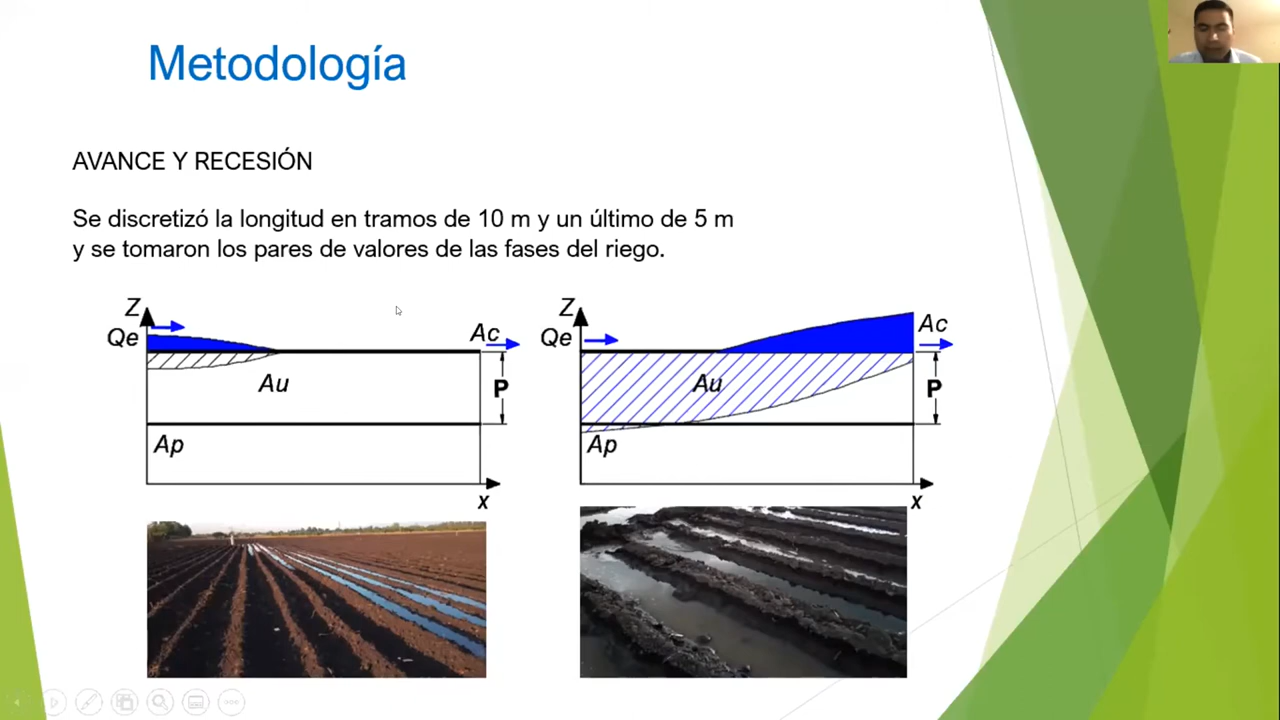 Metodología
AVANCE Y RECESIÓN
Se discretizó la longitud en tramos de 10 m y un último de 5 m
y se tomaron los pares de valores de las fases del riego.
Z
Qe
Ac
Au
P
Ap
x
Z
Qe
Ac
Au
P
Ap
x